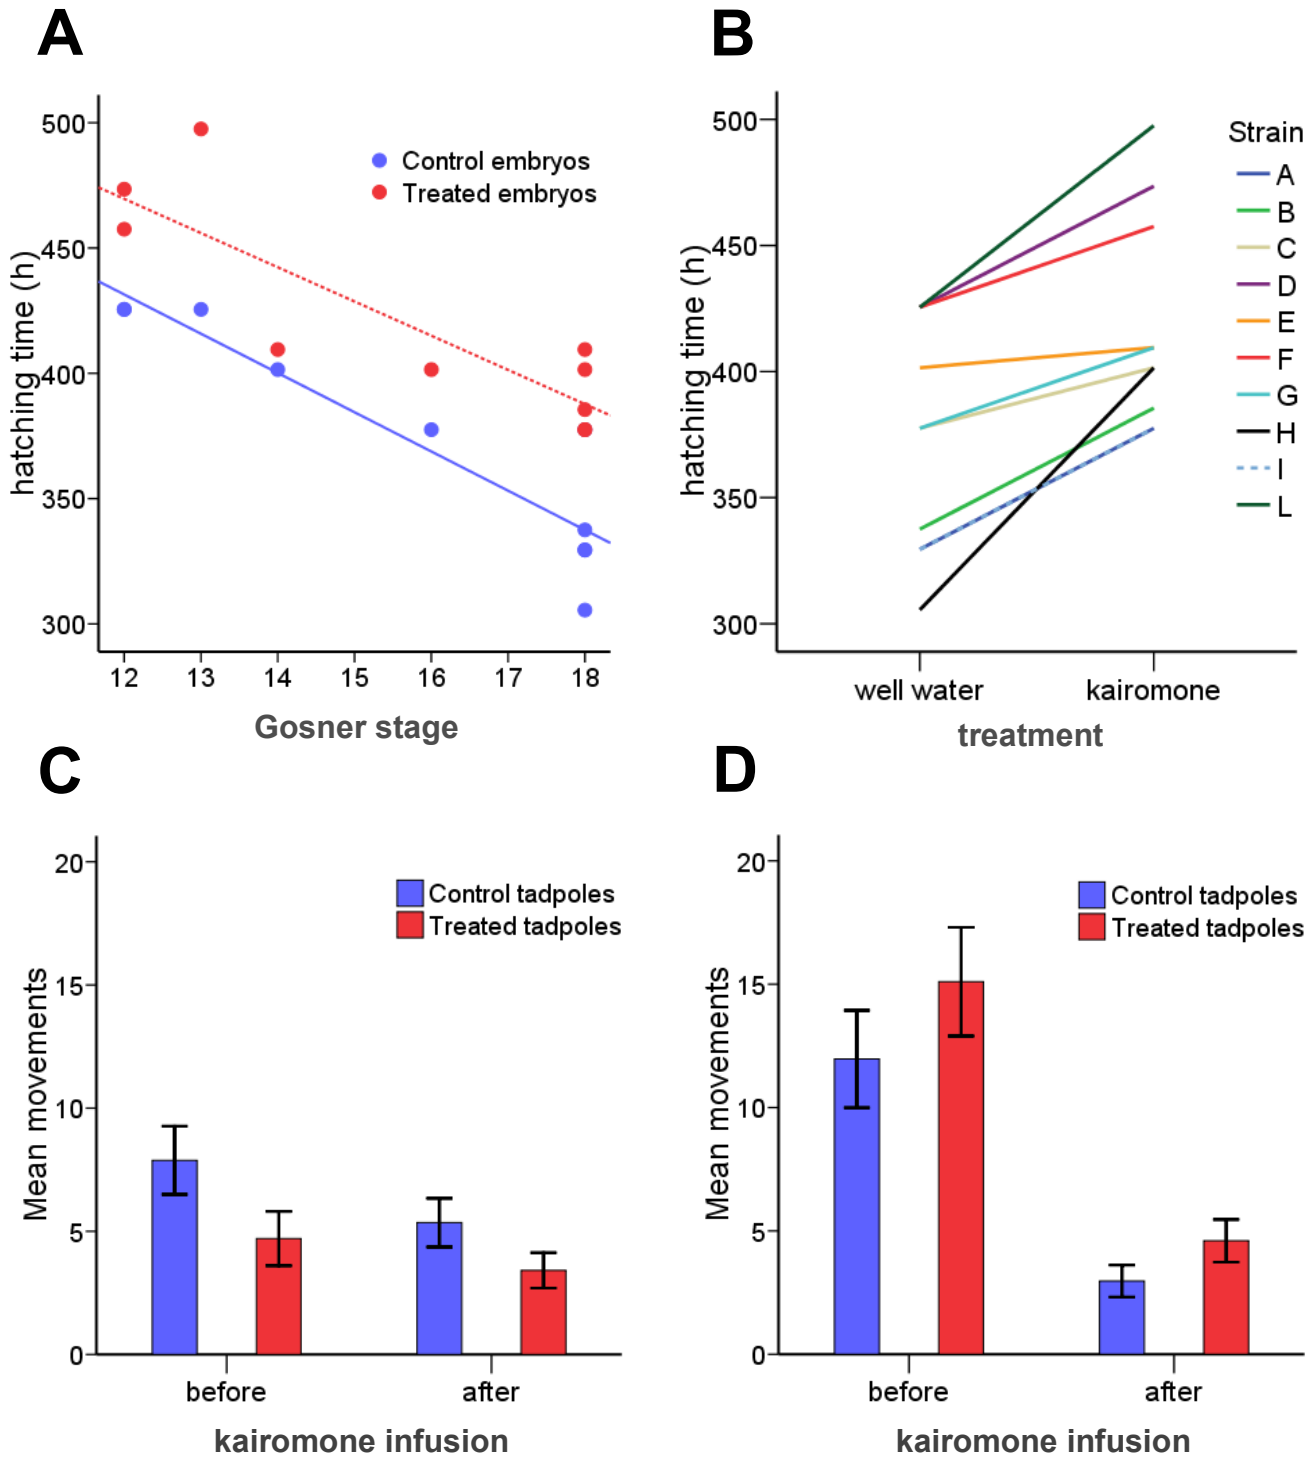 A
500
450
400
350
300
hatching time (h)
Control embryos
Treated embryos
12 13 14 15 16 17 18
Gosner stage
B
500
450
400
350
300
hatching time (h)
Strain
A
B
C
D
E
F
G
H
I
L
well water kairomone
treatment
C
20
15
10
5
0
Mean movements
Control tadpoles
Treated tadpoles
before after
kairomone infusion
D
20
15
10
5
0
Mean movements
Control tadpoles
Treated tadpoles
before after
kairomone infusion